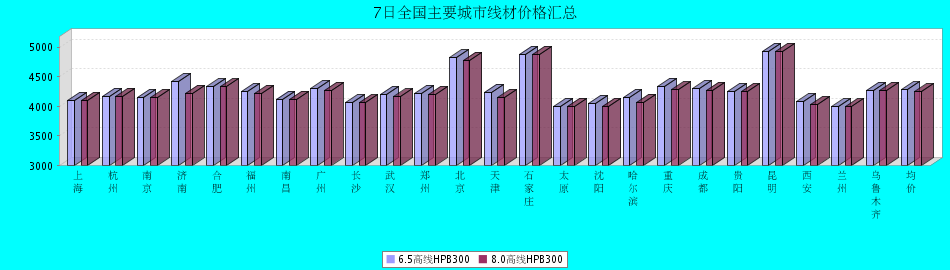 7日全国主要城市线材价格汇总
5000
4500
4000
3500
3000
上海
杭州
南京
济南
合肥
福州
南昌
广州
长沙
武汉
郑州
北京
天津
石家庄
太原
沈阳
哈尔滨
重庆
成都
贵阳
昆明
西安
兰州
乌鲁木齐
均价
6.5高线HPB300 8.0高线HPB300